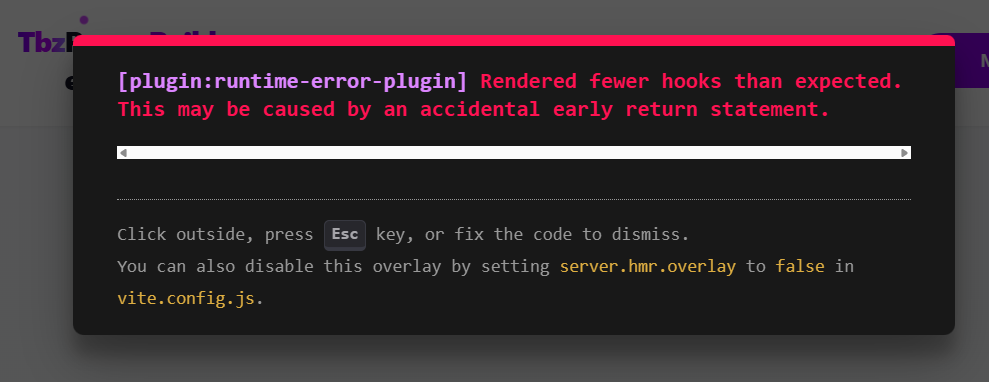 Tbz
[plugin:runtime-error-plugin] Rendered fewer hooks than expected.
This may be caused by an accidental early return statement.
Click outside, press Esc key, or fix the code to dismiss.
You can also disable this overlay by setting server.hmr.overlay to false in
vite.config.js.